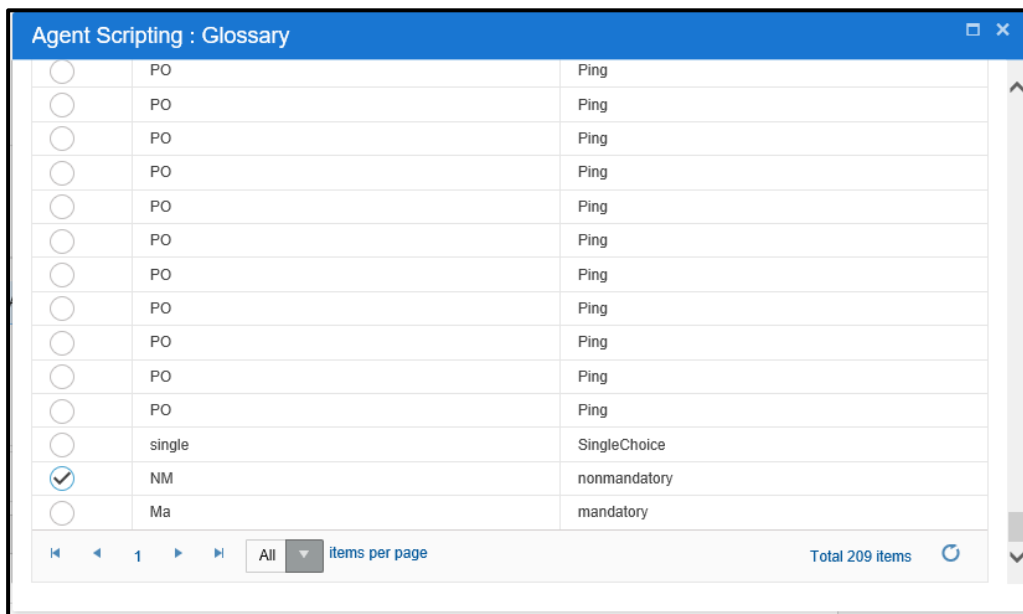 Agent Scripting : Glossary
PO Ping
PO Ping
PO Ping
PO Ping
PO Ping
PO Ping
PO Ping
PO Ping
PO Ping
PO Ping
PO Ping
single SingleChoice
NM nonmandatory
Ma mandatory
1 All items per page Total 209 items